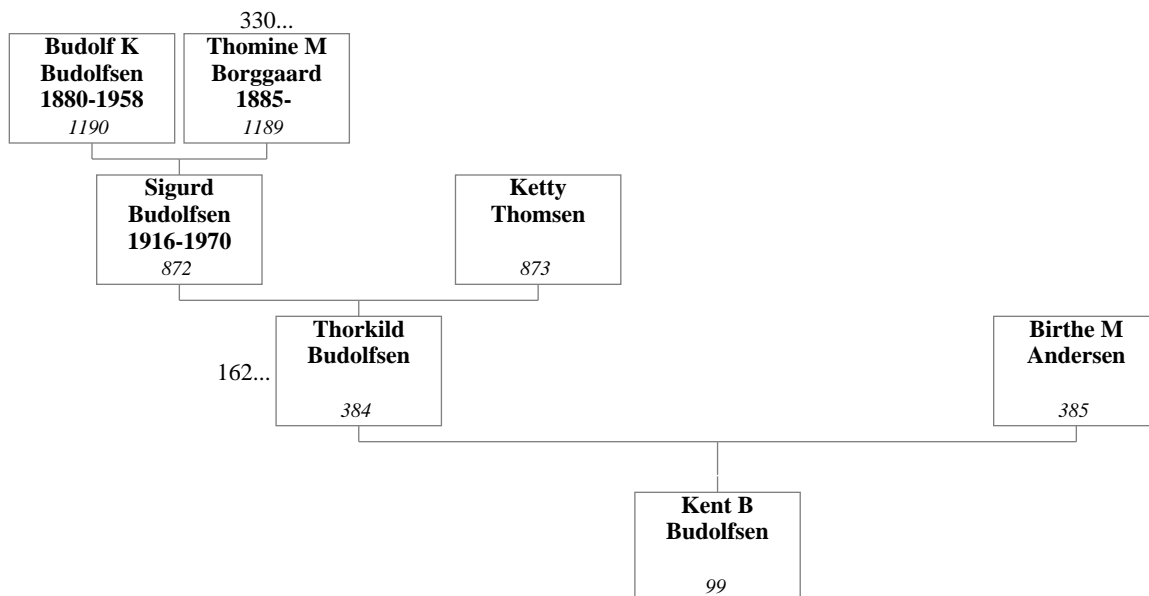 330...
Budolf K
Budolfsen
1880-1958
1190
Thomine M
Borggaard
1885-
1189
Sigurd
Budolfsen
1916-1970
872
Ketty
Thomsen
873
Thorkild
Budolfsen
384
162...
Birthe M
Andersen
385
Kent B
Budolfsen
99